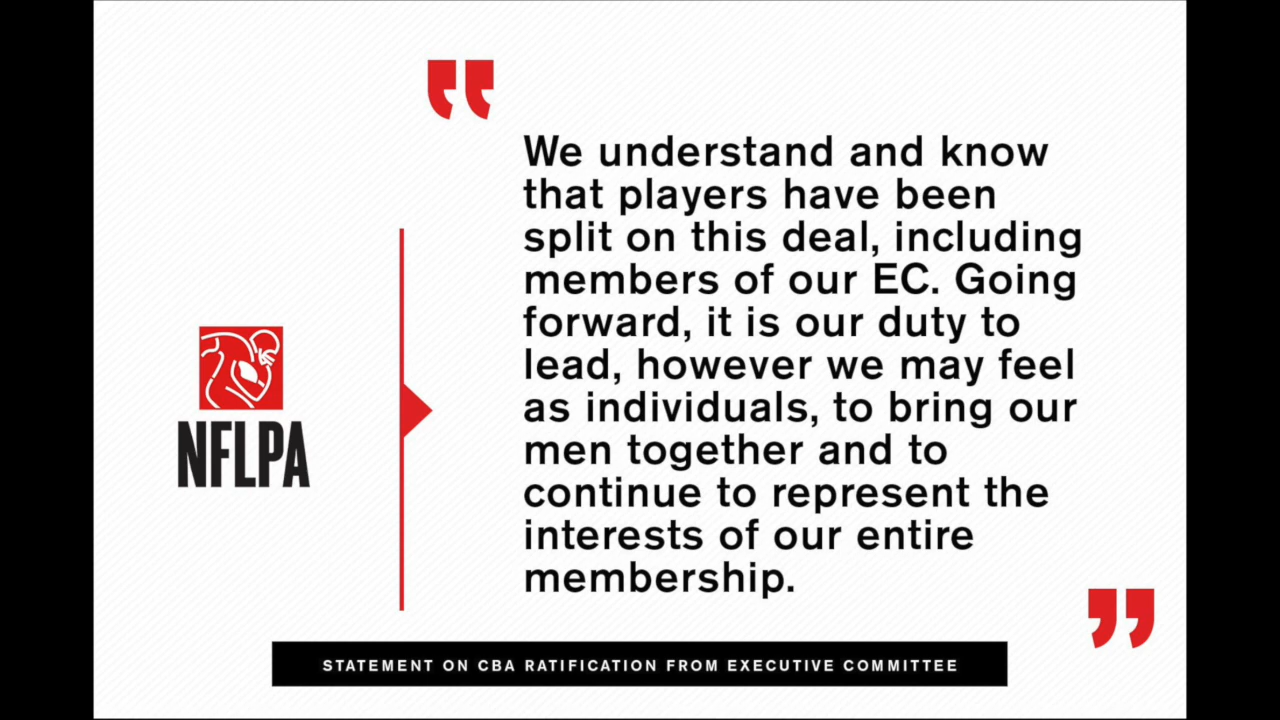 We understand and know
that players have been
split on this deal, including
members of our EC. Going
forward, it is our duty to
lead, however we may feel
as individuals, to bring our
men together and to
continue to represent the
interests of our entire
membership.
NFLPA
STATEMENT ON CBA RATIFICATION FROM EXECUTIVE COMMITTEE